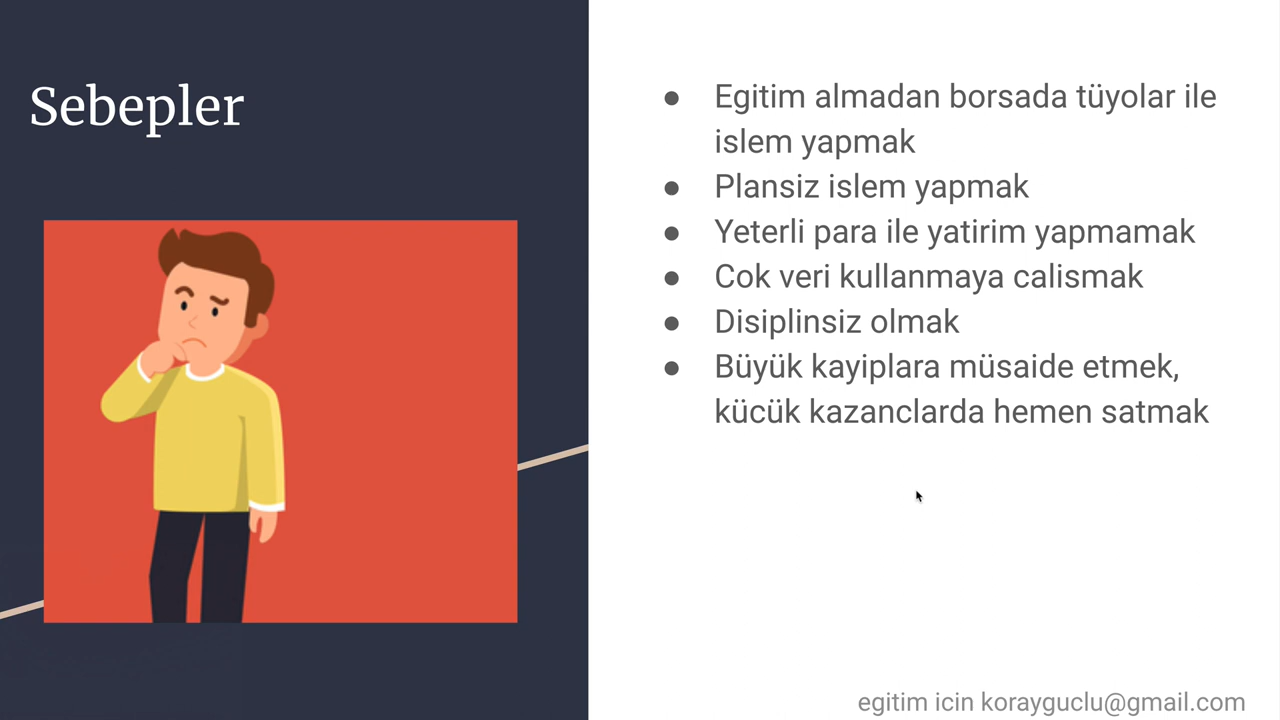 Sebepler
● Egitim almadan borsada tüyolar ile
islem yapmak
● Plansiz islem yapmak
● Yeterli para ile yatirim yapmamak
● Cok veri kullanmaya calismak
● Disiplinsiz olmak
● Büyük kayiplara müsaide etmek,
kücük kazanclarda hemen satmak
egitim icin korayguclu@gmail.com